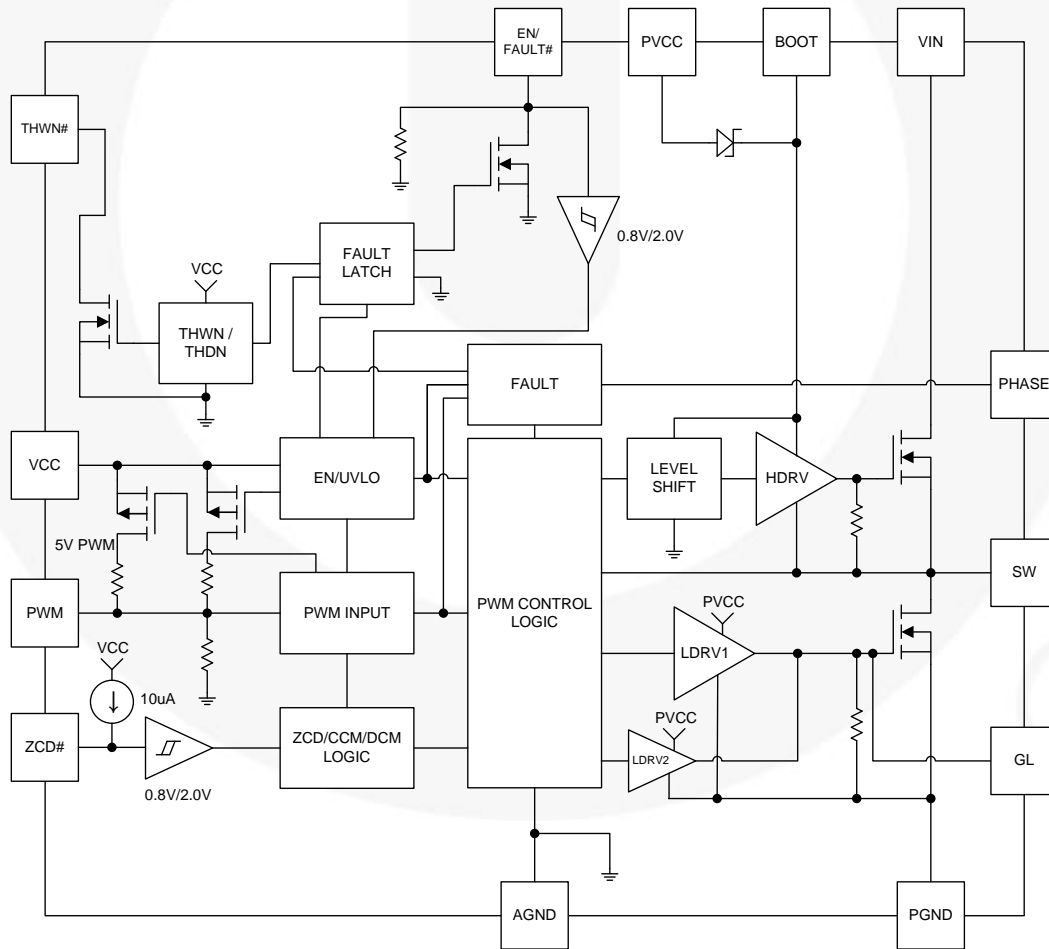 EN/
FAULT#
PVCC
BOOT
VIN
THWN#
0.8V/2.0V
FAULT
LATCH
VCC
THWN /
THDN
FAULT
PHASE
VCC
EN/UVLO
LEVEL
SHIFT
HDRV
5V PWM
PWM
PWM INPUT
PWM CONTROL
LOGIC
SW
PVCC
LDRV1
VCC
10uA
ZCD#
ZCD/CCM/DCM
LOGIC
PVCC
LDRV2
GL
0.8V/2.0V
AGND
PGND